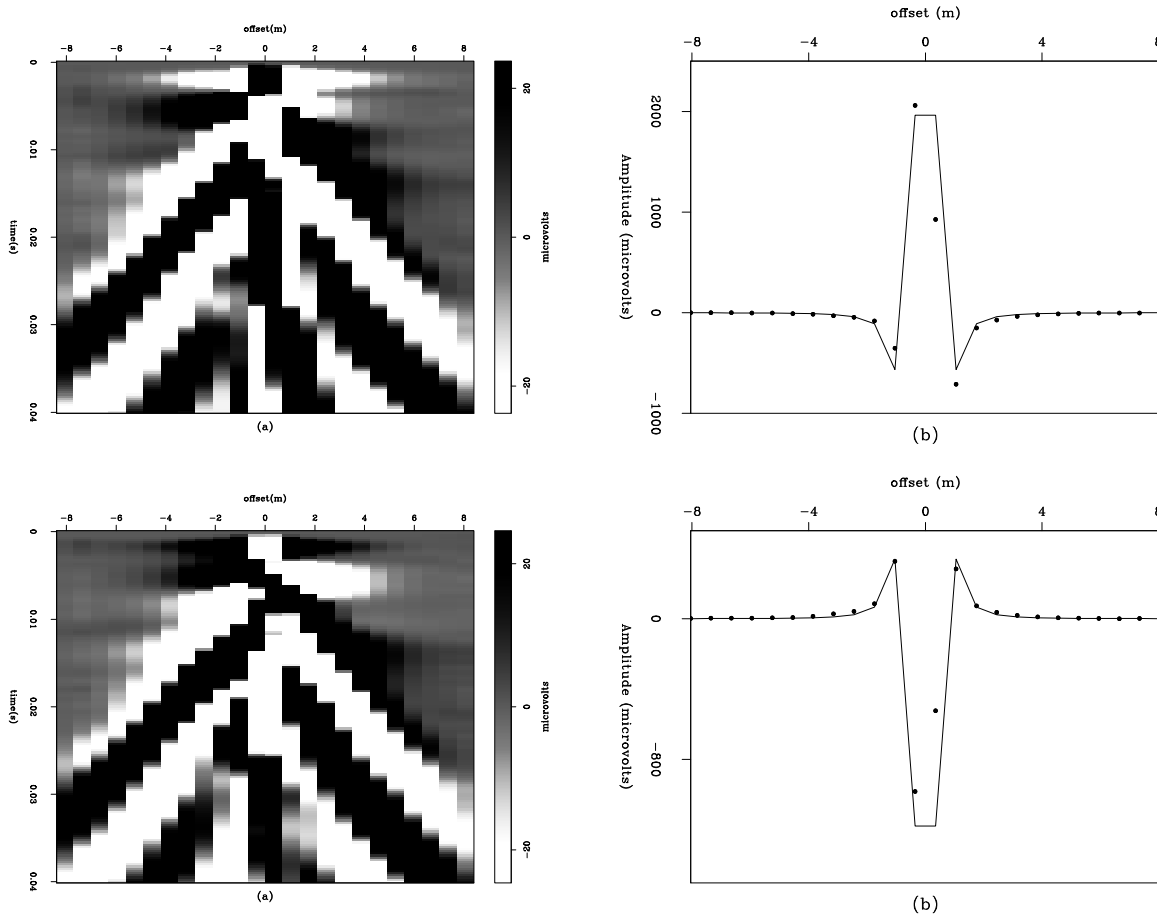 offset(m)
-8 -6 -4 -2 0 2 4 6 8
0 0.01 0.02 0.03 0.04
time(s)
20 0 -20
microvolts
(a)
offset (m)
-8 -4 0 4 8
2000 1000 0 -1000
Amplitude (microvolts)
(b)
offset(m)
-8 -6 -4 -2 0 2 4 6 8
0 0.01 0.02 0.03 0.04
time(s)
20 0 -20
microvolts
(a)
offset (m)
-8 -4 0 4 8
0 -800
Amplitude (microvolts)
(b)